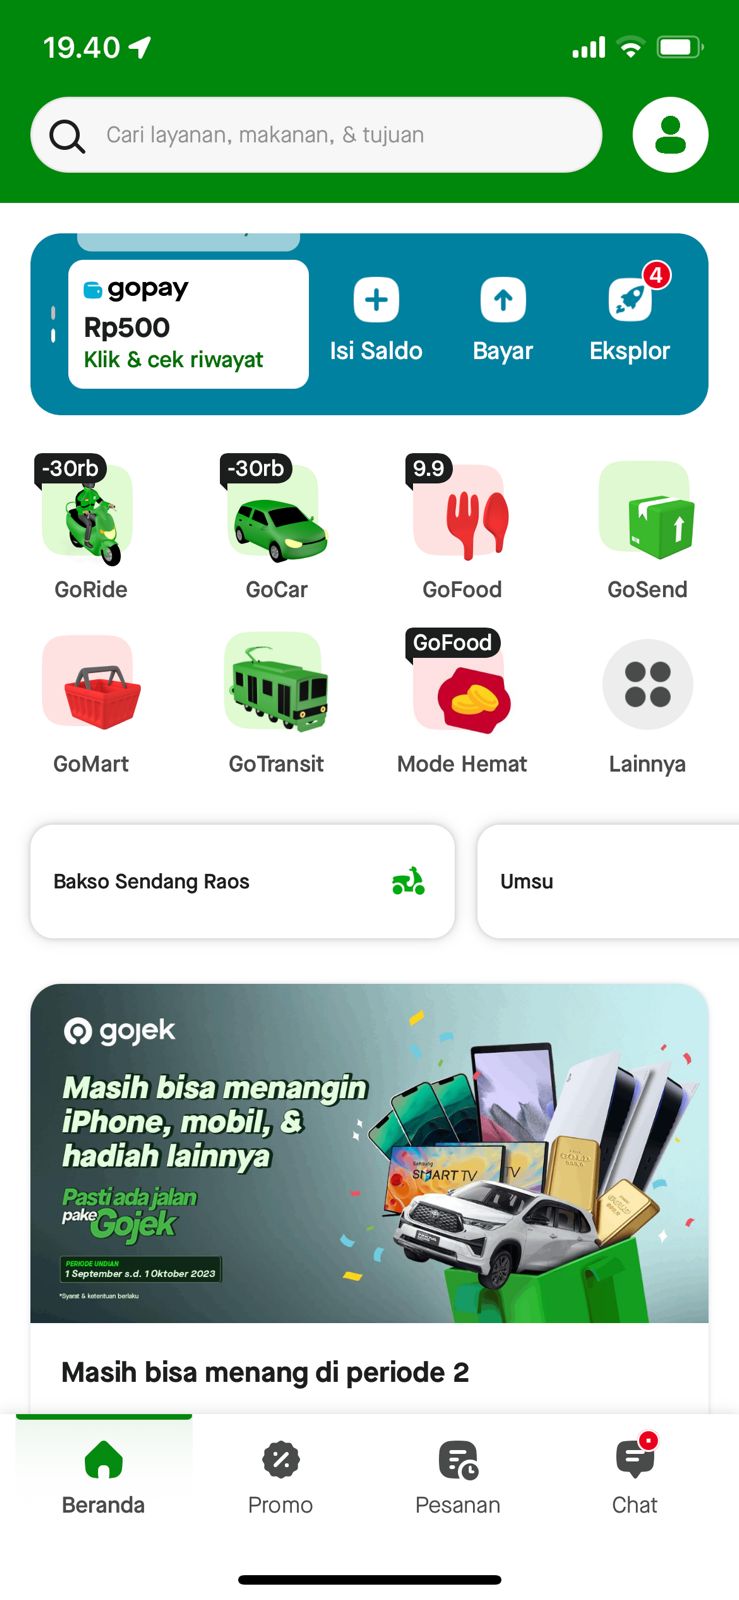 19.40
Cari layanan, makanan, & tujuan
gopay
Rp500
Klik & cek riwayat
Isi Saldo
Bayar
4
Eksplor
-30rb
GoRide
-30rb
GoCar
9.9
GoFood
GoSend
GoMart
GoTransit
GoFood
Mode Hemat
Lainnya
Bakso Sendang Raos
Umsu
gojek
Masih bisa menangin
iPhone, mobil, &
hadiah lainnya
Pasti ada jalan
pake Gojek
PERIODE UNDIAN
1 September s.d. 1 Oktober 2023
*Syarat & ketentuan berlaku
Samsung
SMART TV
TV
Masih bisa menang di periode 2
Beranda
Promo
Pesanan
Chat